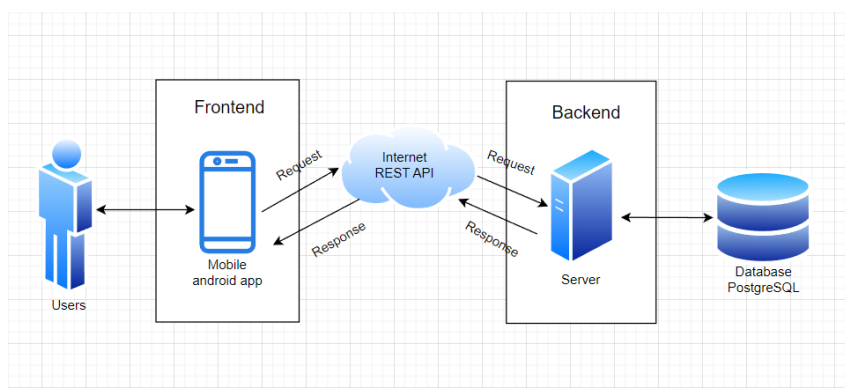 Frontend
Backend
Internet
REST API
Request
Request
Response
Response
Mobile
android app
Server
Database
PostgreSQL
Users